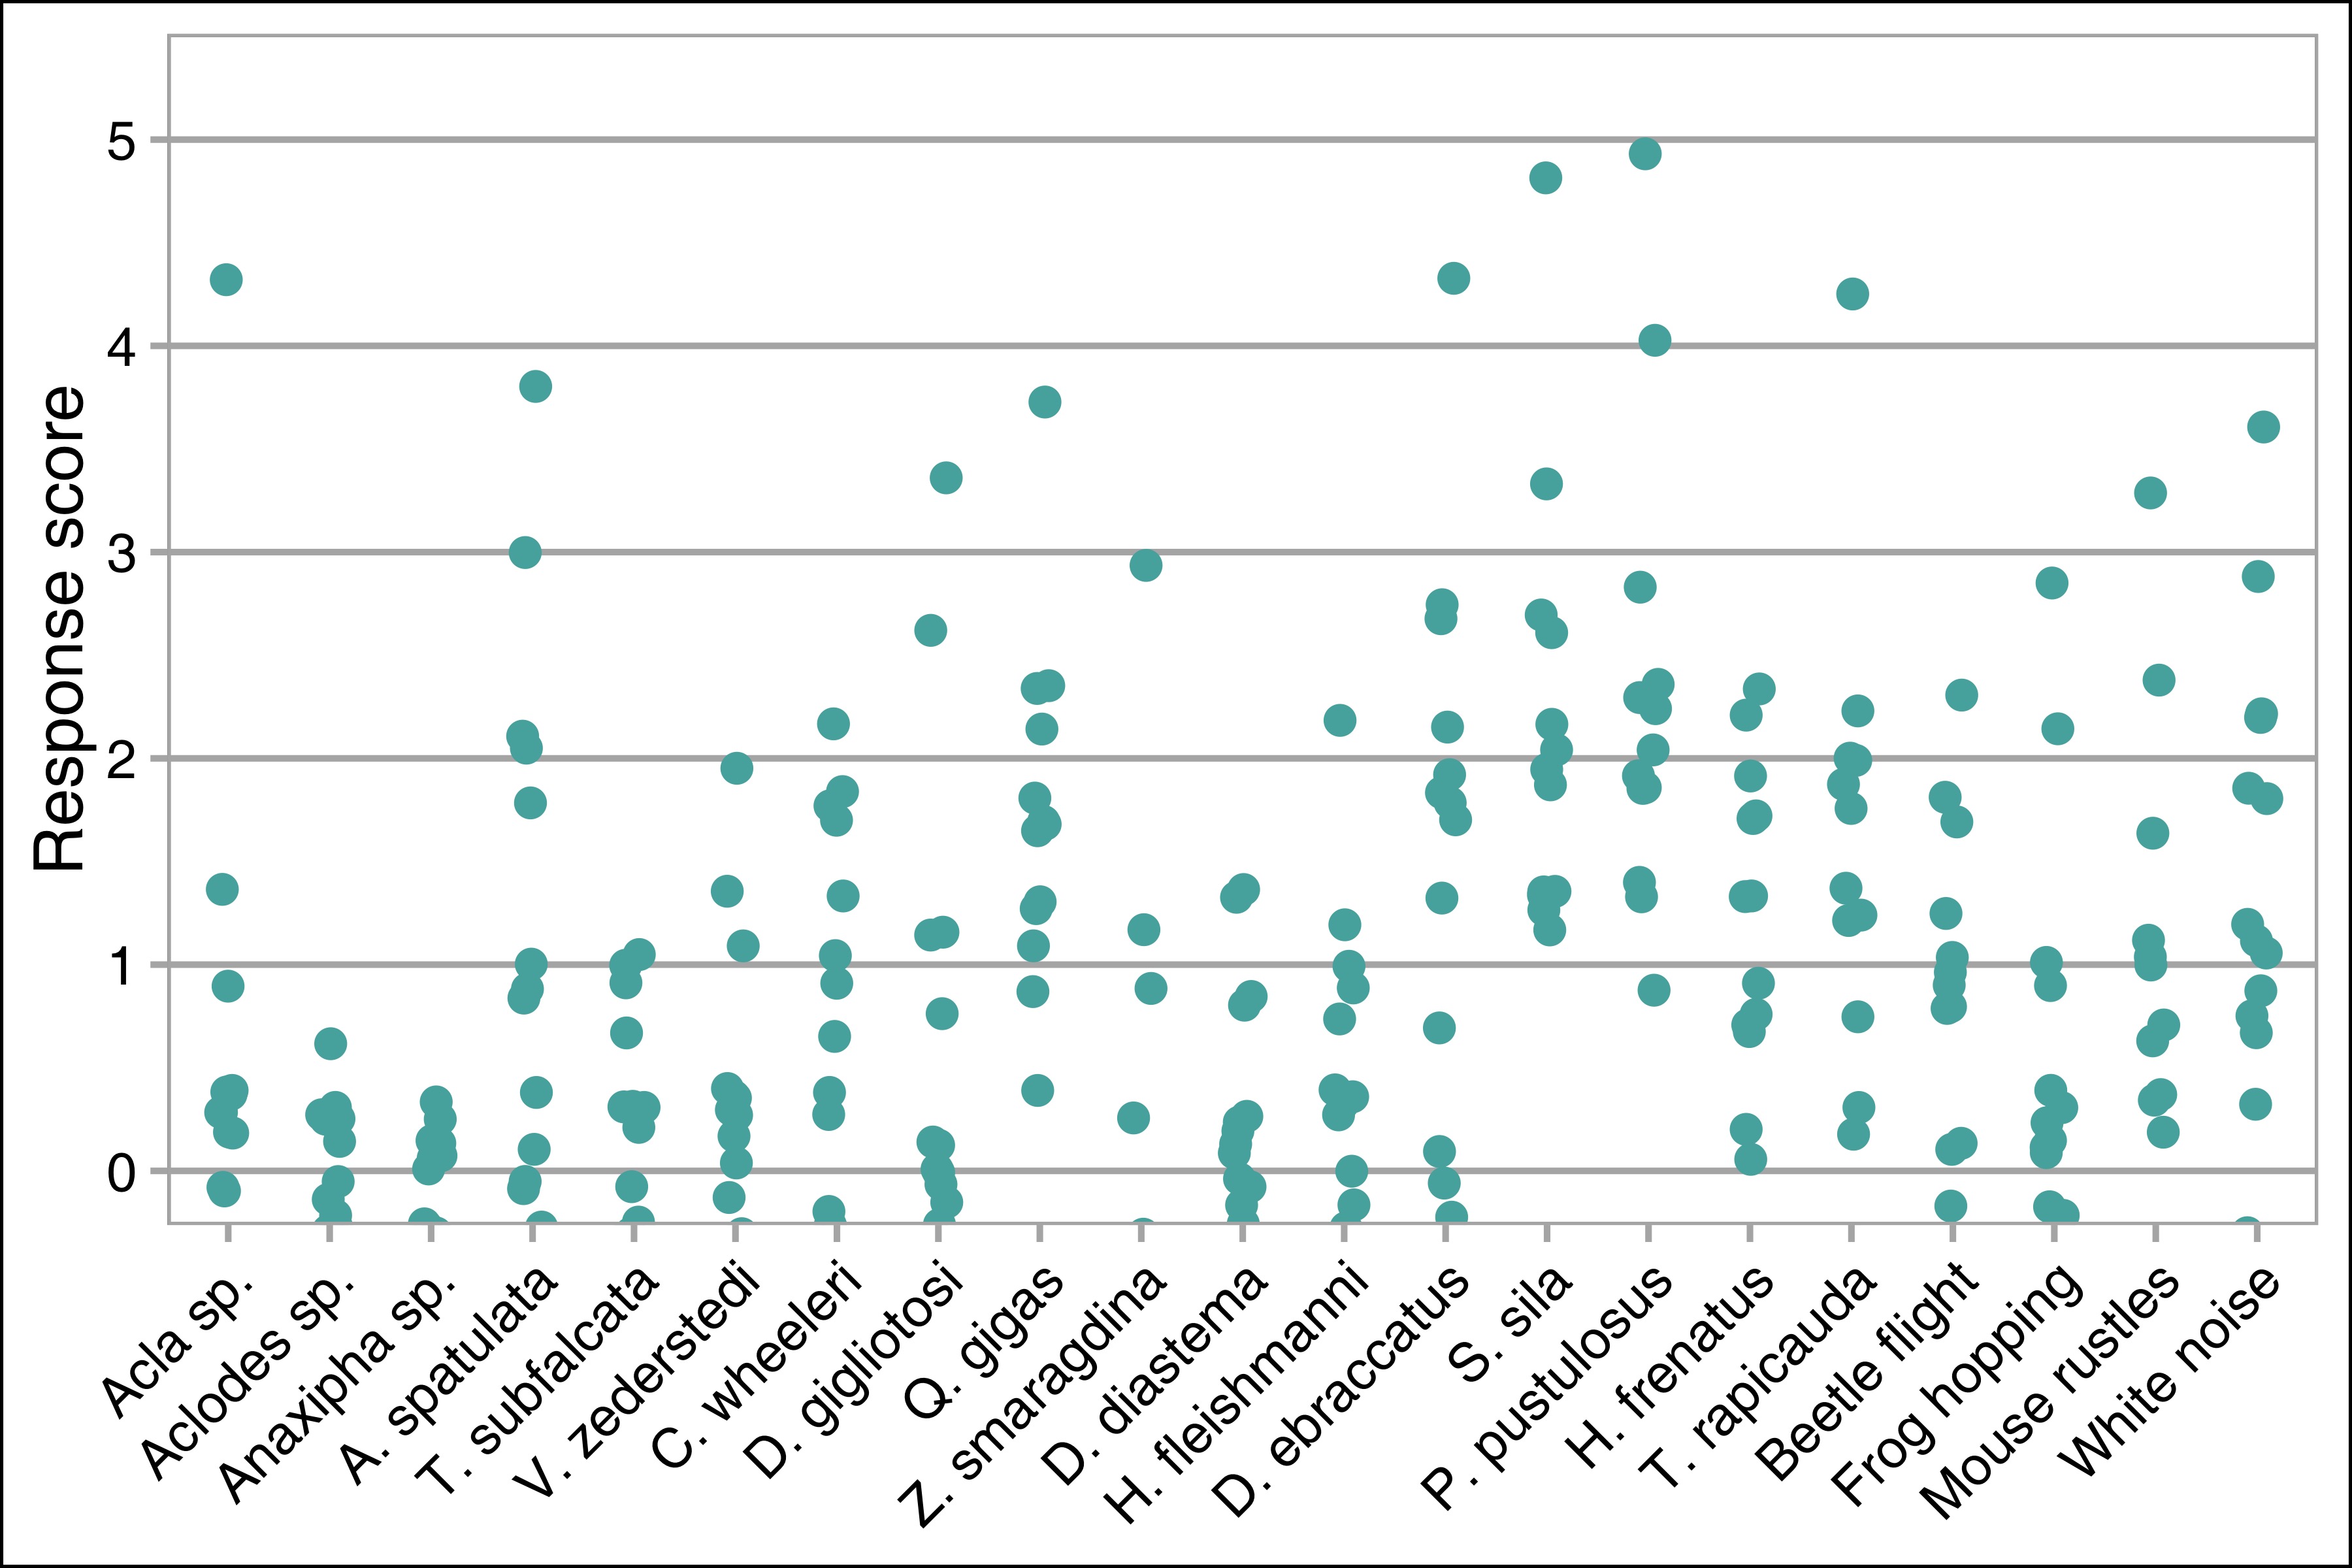 Response score
5
4
3
2
1
0
Acla sp.
Aclodes sp.
Anaxipha sp.
A. spatulata
T. subfalcata
V. zederstedi
C. wheeleri
D. gigliotosi
Q. gigas
Z. smaragdina
D. diastema
H. fleishmanni
D. ebraccatus
S. sila
P. pustulosus
H. frenatus
T. rapicauda
Beetle flight
Frog hopping
Mouse rustles
White noise